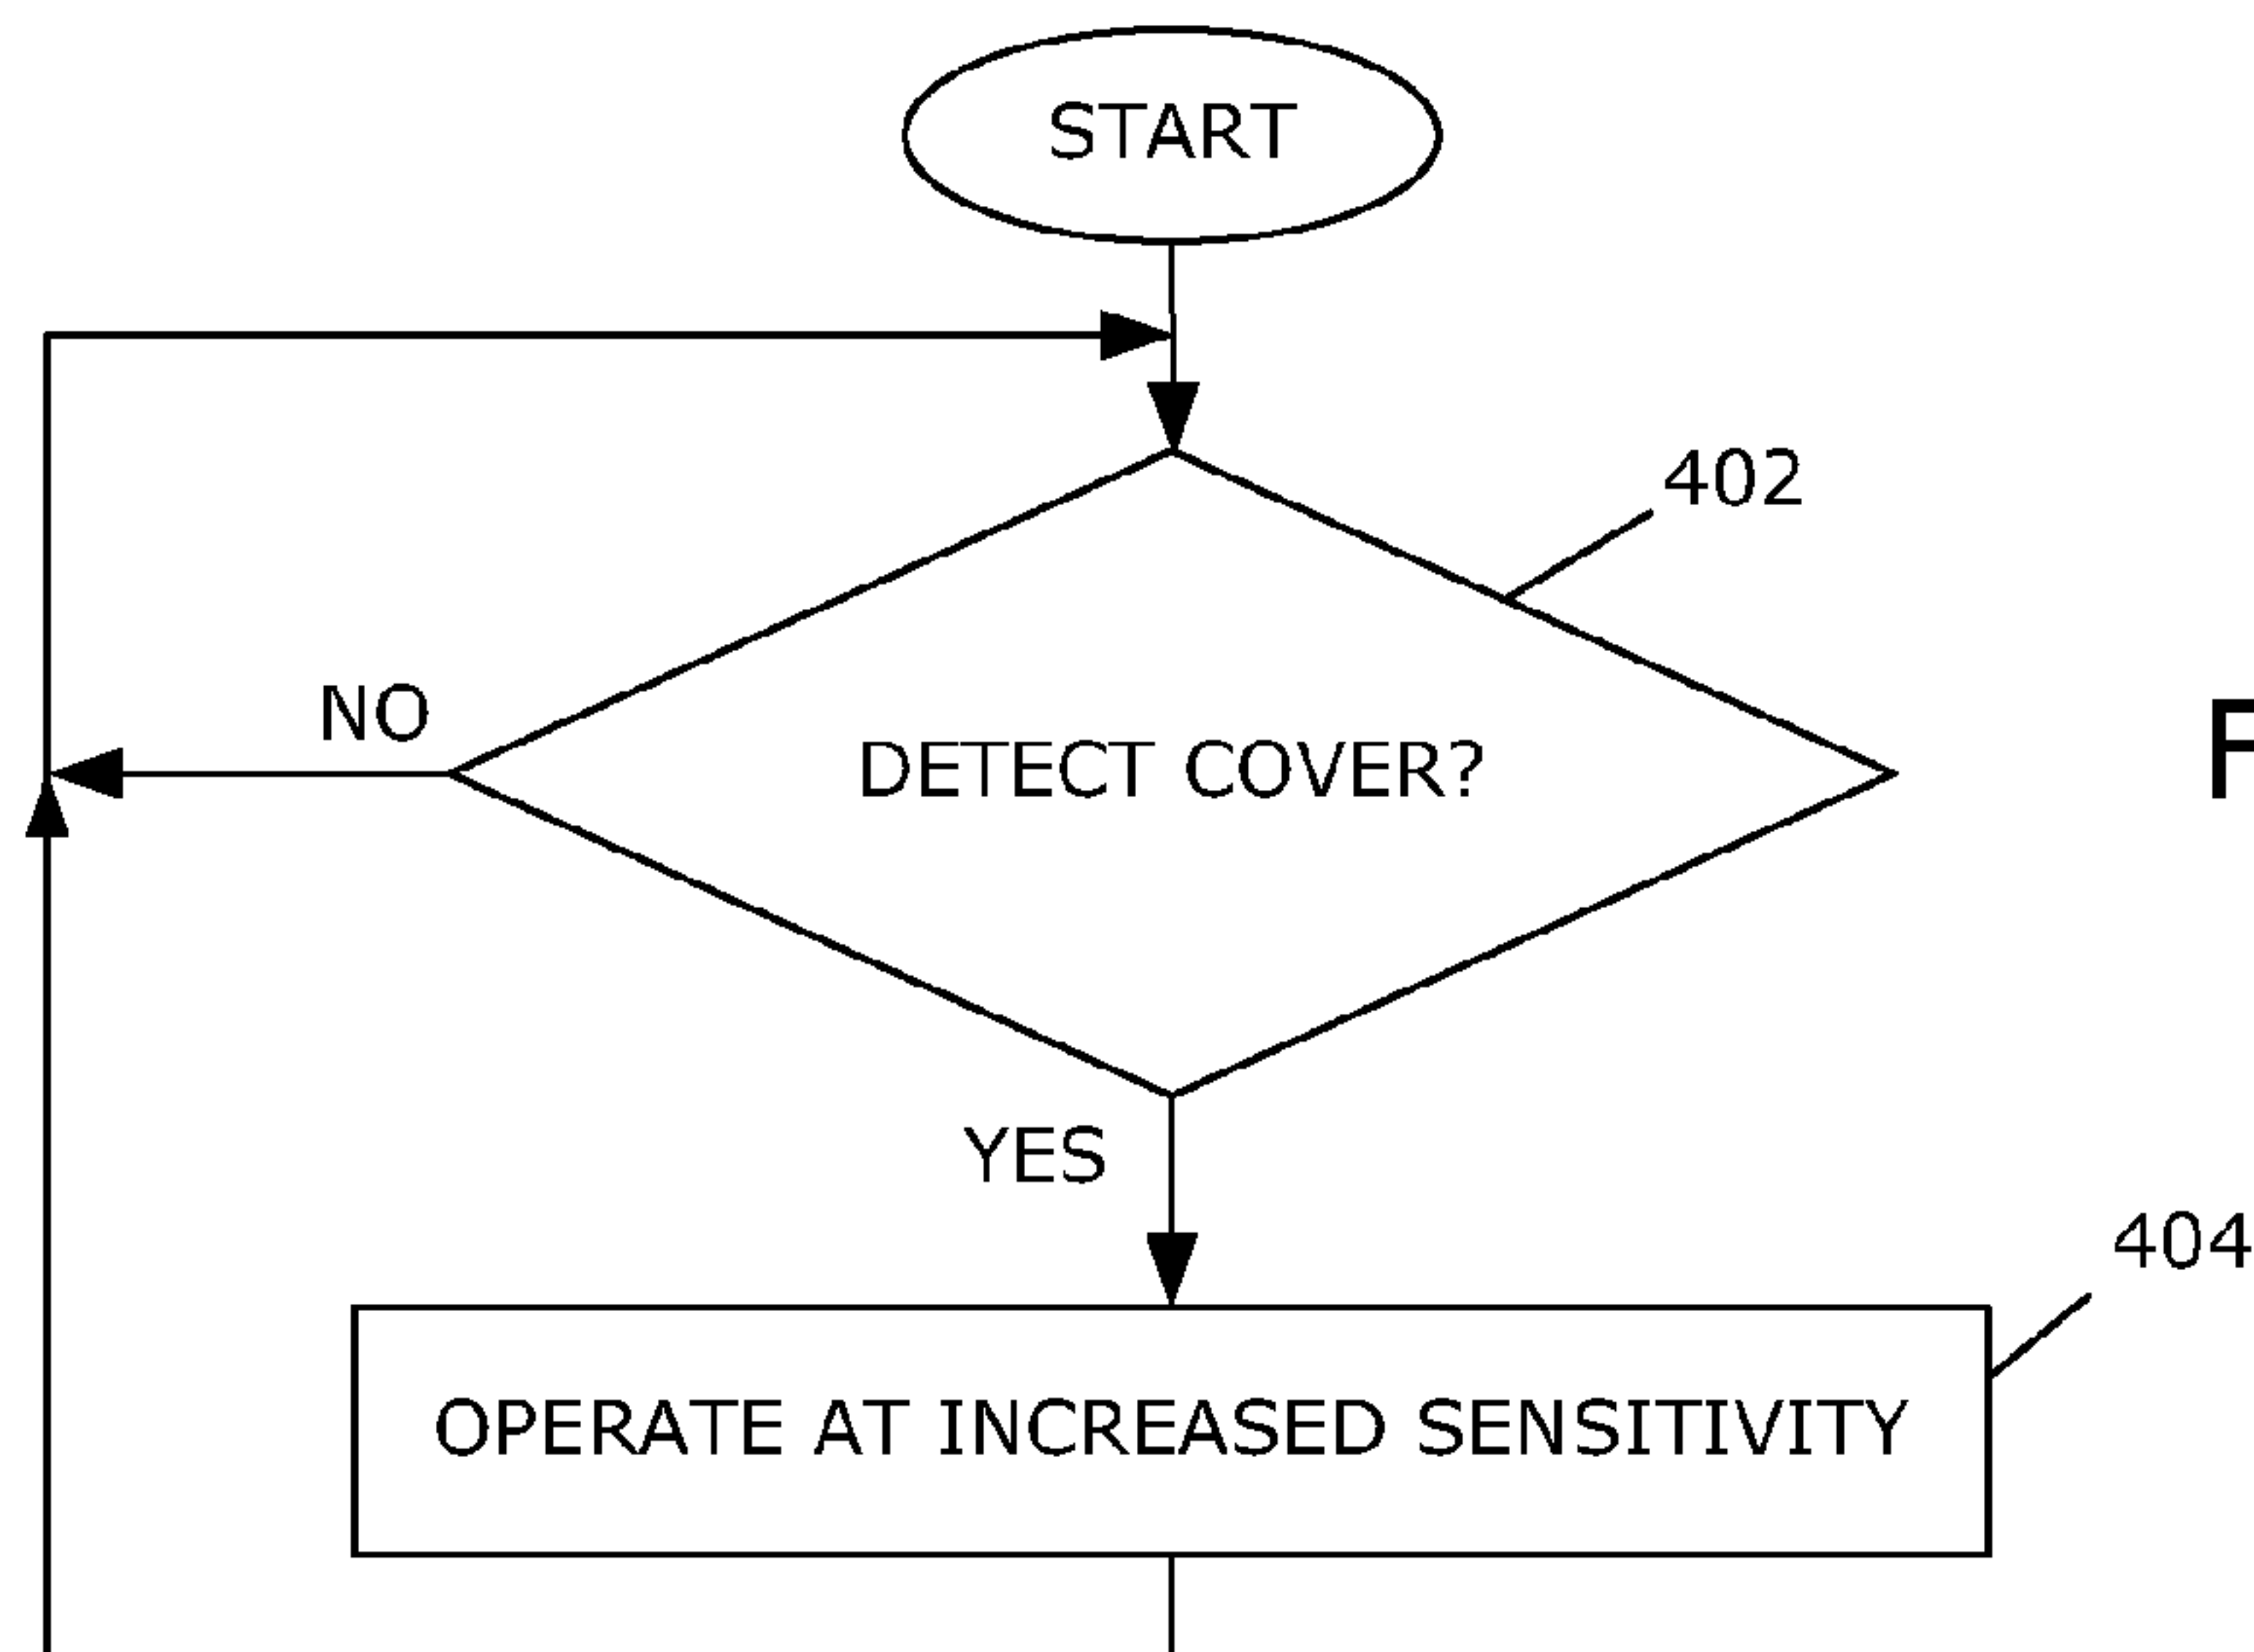 START
402
NO
DETECT COVER?
F
YES
404
OPERATE AT INCREASED SENSITIVITY